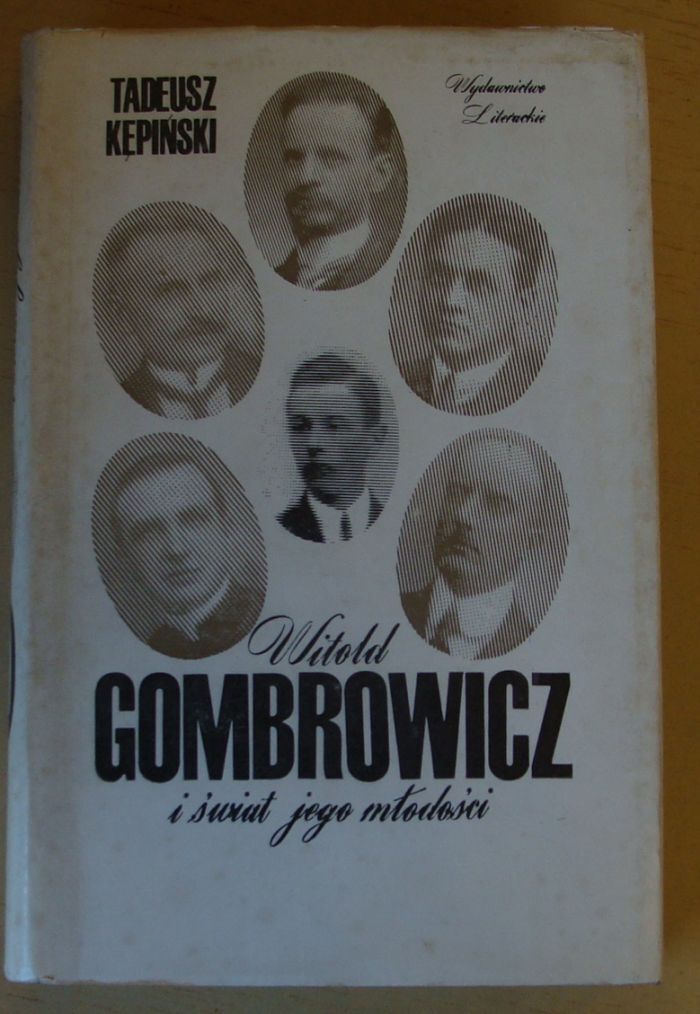 TADEUSZ
KĘPIŃSKI
Wydawnictwo
Literackie
Witold
GOMBROWICZ
i świat jego młodości